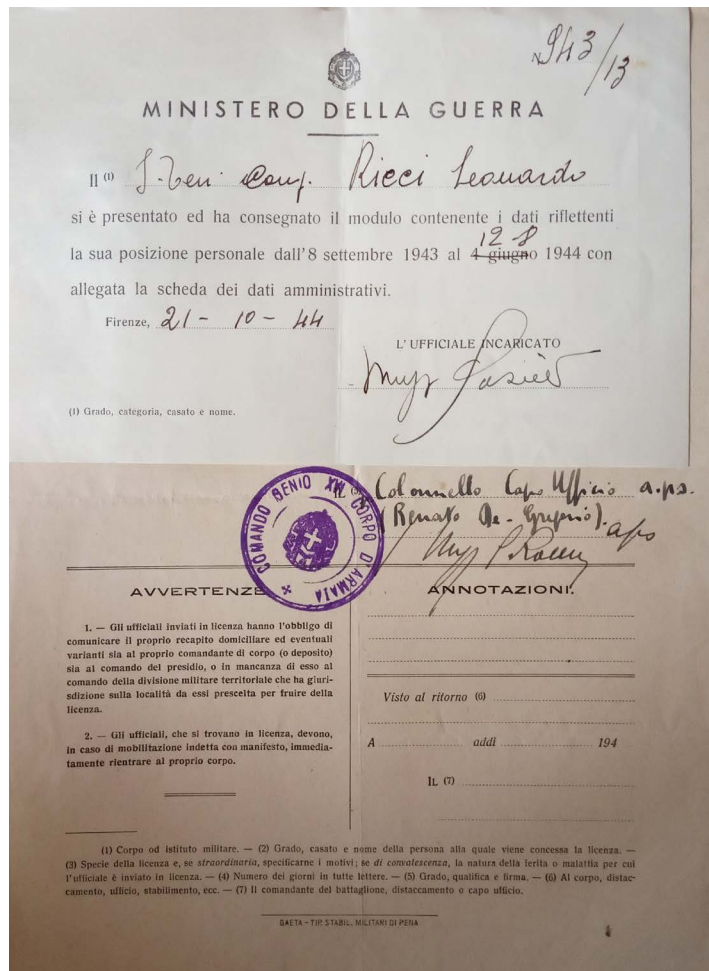 N 943/13
MINISTERO DELLA GUERRA
Il (1) S-Ten Comp. Ricci Leonardo
si è presentato ed ha consegnato il modulo contenente i dati riflettenti
12 8
la sua posizione personale dall'8 settembre 1943 al 4 giugno 1944 con
allegata la scheda dei dati amministrativi.
Firenze, 21 - 10 - 44
L'UFFICIALE INCARICATO
(1) Grado, categoria, casato e nome.
IL Colonnello Capo Ufficio a.p.s.
(Renato De-Gregorio). aps
COMANDO GENIO XIII CORPO D'ARMATA
AVVERTENZE
1. — Gli ufficiali inviati in licenza hanno l'obbligo di
comunicare il proprio recapito domiciliare ed eventuali
varianti sia al proprio comandante di corpo (o deposito)
sia al comando del presidio, o in mancanza di esso al
comando della divisione militare territoriale che ha giuri-
sdizione sulla località da essi prescelta per fruire della
licenza.
2. — Gli ufficiali, che si trovano in licenza, devono,
in caso di mobilitazione indetta con manifesto, immedia-
tamente rientrare al proprio corpo.
ANNOTAZIONI.
Visto al ritorno (6)
A addì 194
IL (7)
(1) Corpo od istituto militare. — (2) Grado, casato e nome della persona alla quale viene concessa la licenza. —
(3) Specie della licenza e, se straordinaria, specificarne i motivi; se di convalescenza, la natura della ferita o malattia per cui
l'ufficiale è inviato in licenza. — (4) Numero dei giorni in tutte lettere. — (5) Grado, qualifica e firma. — (6) Al corpo, distac-
camento, ufficio, stabilimento, ecc. — (7) Il comandante del battaglione, distaccamento o capo ufficio.
GAETA - TIP. STABIL. MILITARI DI PENA